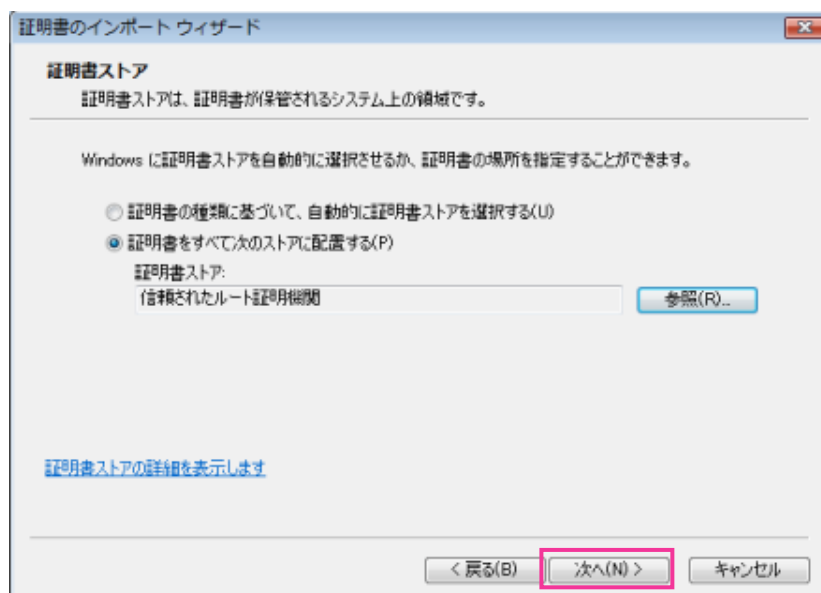 証明書のインポート ウィザード
証明書ストア
証明書ストアは、証明書が保管されるシステム上の領域です。
Windows に証明書ストアを自動的に選択させるか、証明書の場所を指定することができます。
証明書の種類に基づいて、自動的に証明書ストアを選択する(U)
証明書をすべて次のストアに配置する(P)
証明書ストア:
信頼されたルート証明機関
参照(R)...
証明書ストアの詳細を表示します
< 戻る(B)
次へ(N) >
キャンセル